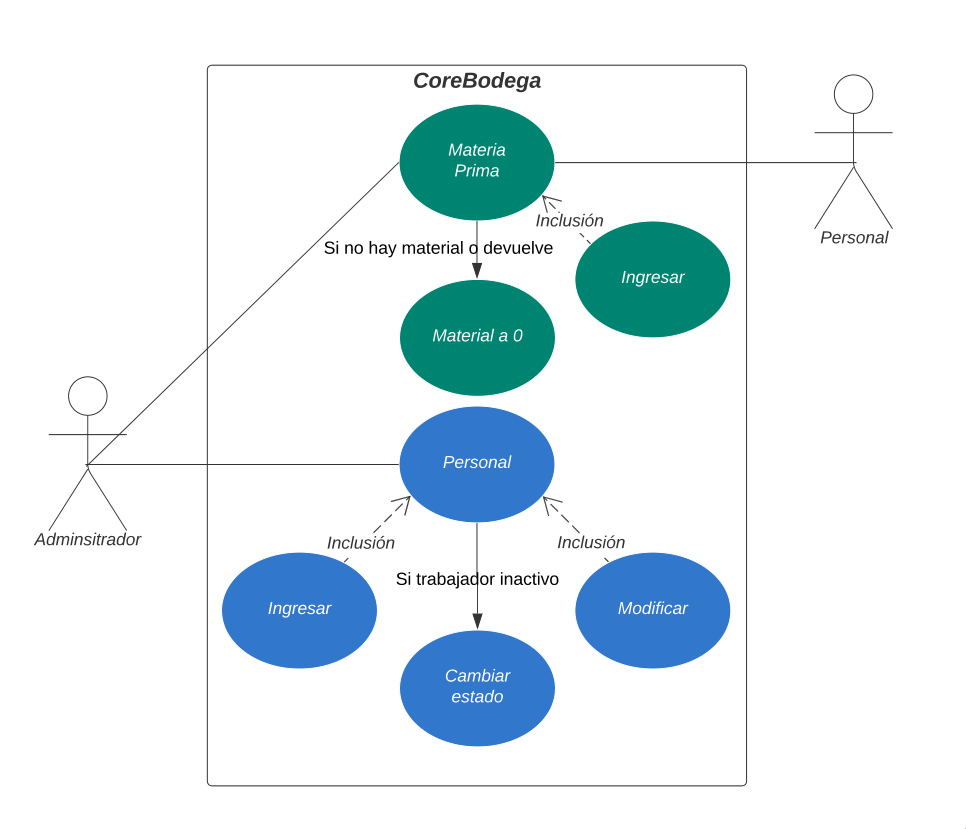 CoreBodega
Materia
Prima
Inclusión
Personal
Si no hay material o devuelve
Ingresar
Material a 0
Personal
Adminsitrador
Inclusión
Inclusión
Si trabajador inactivo
Ingresar
Modificar
Cambiar
estado